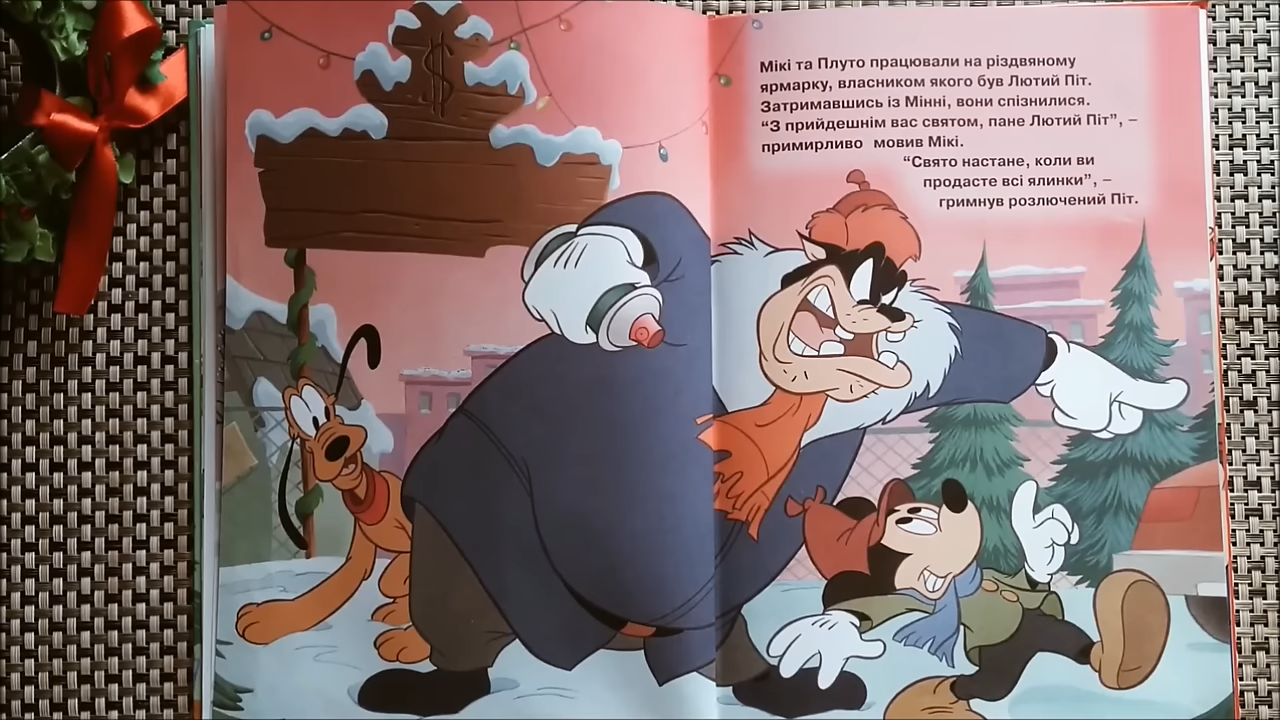 $
Мікі та Плуто працювали на різдвяному
ярмарку, власником якого був Лютий Піт.
Затримавшись із Мінні, вони спізнилися.
“З прийдешнім вас святом, пане Лютий Піт”, –
примирливо мовив Мікі.
“Свято настане, коли ви
продасте всі ялинки”, –
гримнув розлючений Піт.